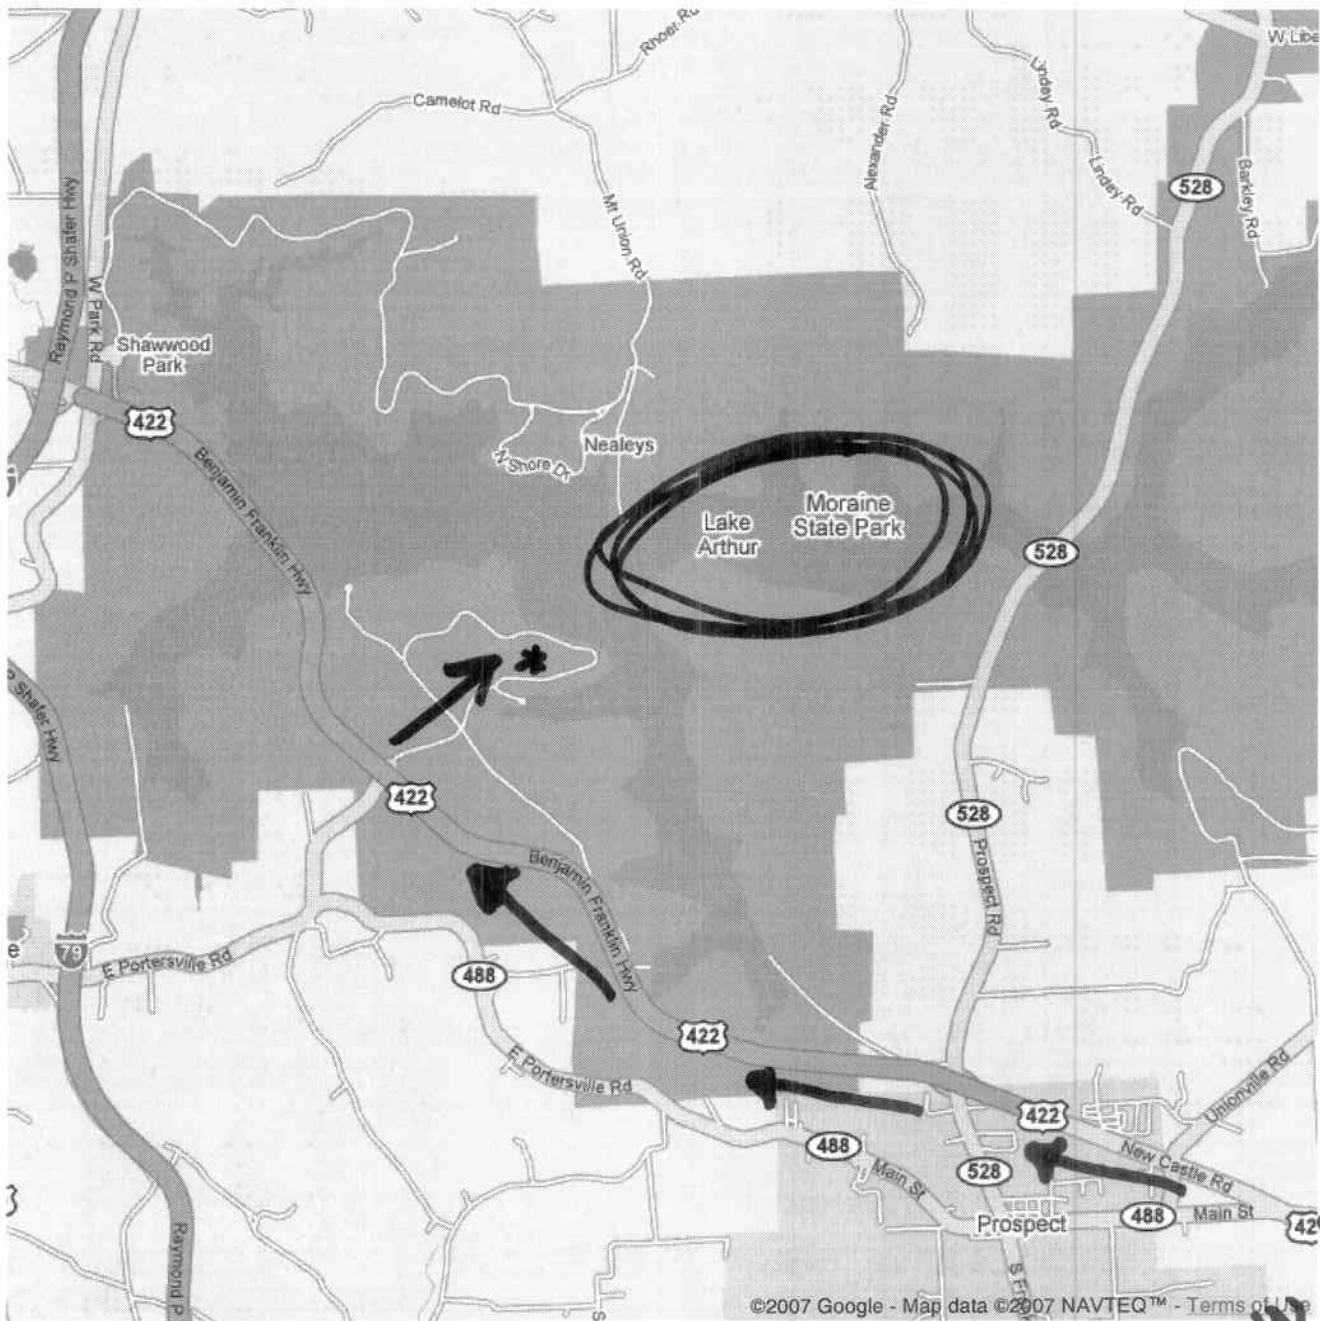 W Libe
Rhoer Rd
Camelot Rd
Lindey Rd
Alexander Rd
528
Lindey Rd
Barkley Rd
Raymond P Shafer Hwy
Mt Union Rd
W Park Rd
Shawwood
Park
422
Nealeys
N Shore Dr
Benjamin Franklin Hwy
Lake
Arthur
Moraine
State Park
528
*
P Shafer Hwy
422
528
Benjamin Franklin Hwy
Prospect Rd
79
E Portersville Rd
e
488
422
E Portersville Rd
Unionville Rd
422
488
Main St
528
New Castle Rd
Prospect
488
Main St
Raymond P
S Fr
©2007 Google - Map data ©2007 NAVTEQ™ - Terms of Use